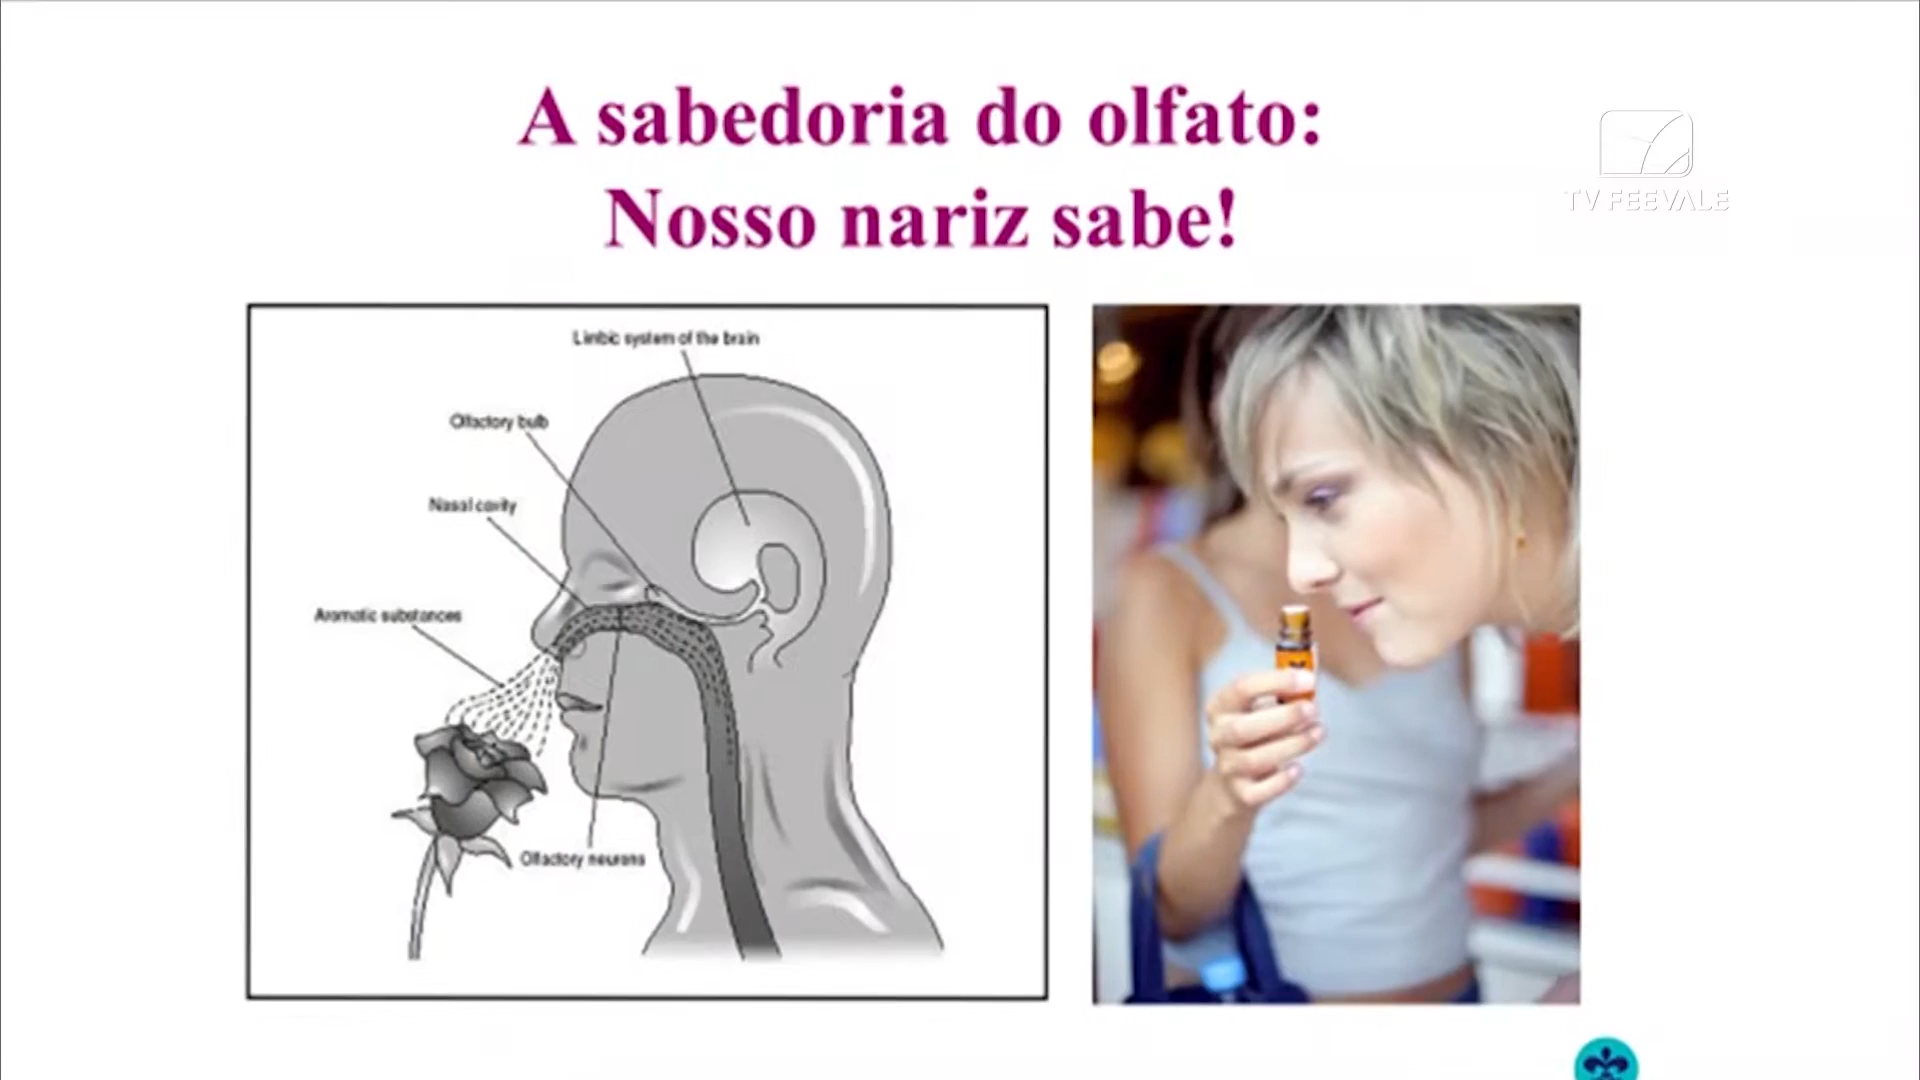 A sabedoria do olfato:
Nosso nariz sabe!
TV FEEVALE
Limbic system of the brain
Olfactory bulb
Nasal cavity
Aromatic substances
Olfactory neurons